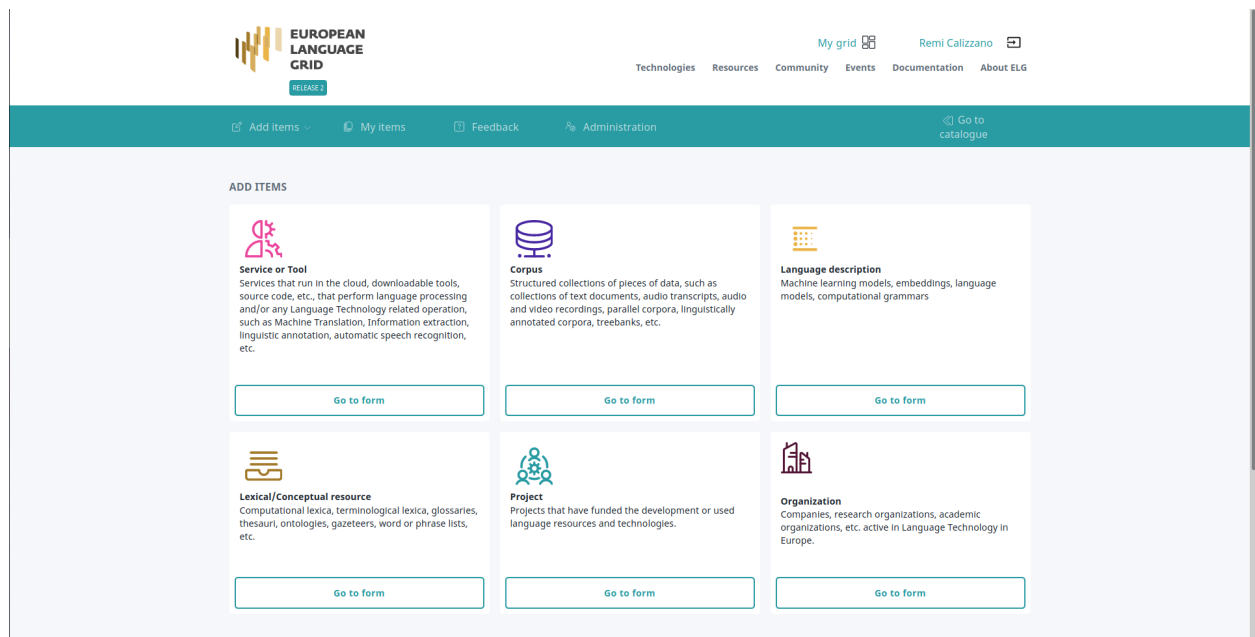 EUROPEAN
LANGUAGE
GRID
RELEASE 2
My grid
Remi Calizzano
Technologies Resources Community Events Documentation About ELG
Add items
My items
Feedback
Administration
Go to
catalogue
ADD ITEMS
Service or Tool
Services that run in the cloud, downloadable tools,
source code, etc., that perform language processing
and/or any Language Technology related operation,
such as Machine Translation, Information extraction,
linguistic annotation, automatic speech recognition,
etc.
Go to form
Corpus
Structured collections of pieces of data, such as
collections of text documents, audio transcripts, audio
and video recordings, parallel corpora, linguistically
annotated corpora, treebanks, etc.
Go to form
Language description
Machine learning models, embeddings, language
models, computational grammars
Go to form
Lexical/Conceptual resource
Computational lexica, terminological lexica, glossaries,
thesauri, ontologies, gazeteers, word or phrase lists,
etc.
Go to form
Project
Projects that have funded the development or used
language resources and technologies.
Go to form
Organization
Companies, research organizations, academic
organizations, etc. active in Language Technology in
Europe.
Go to form